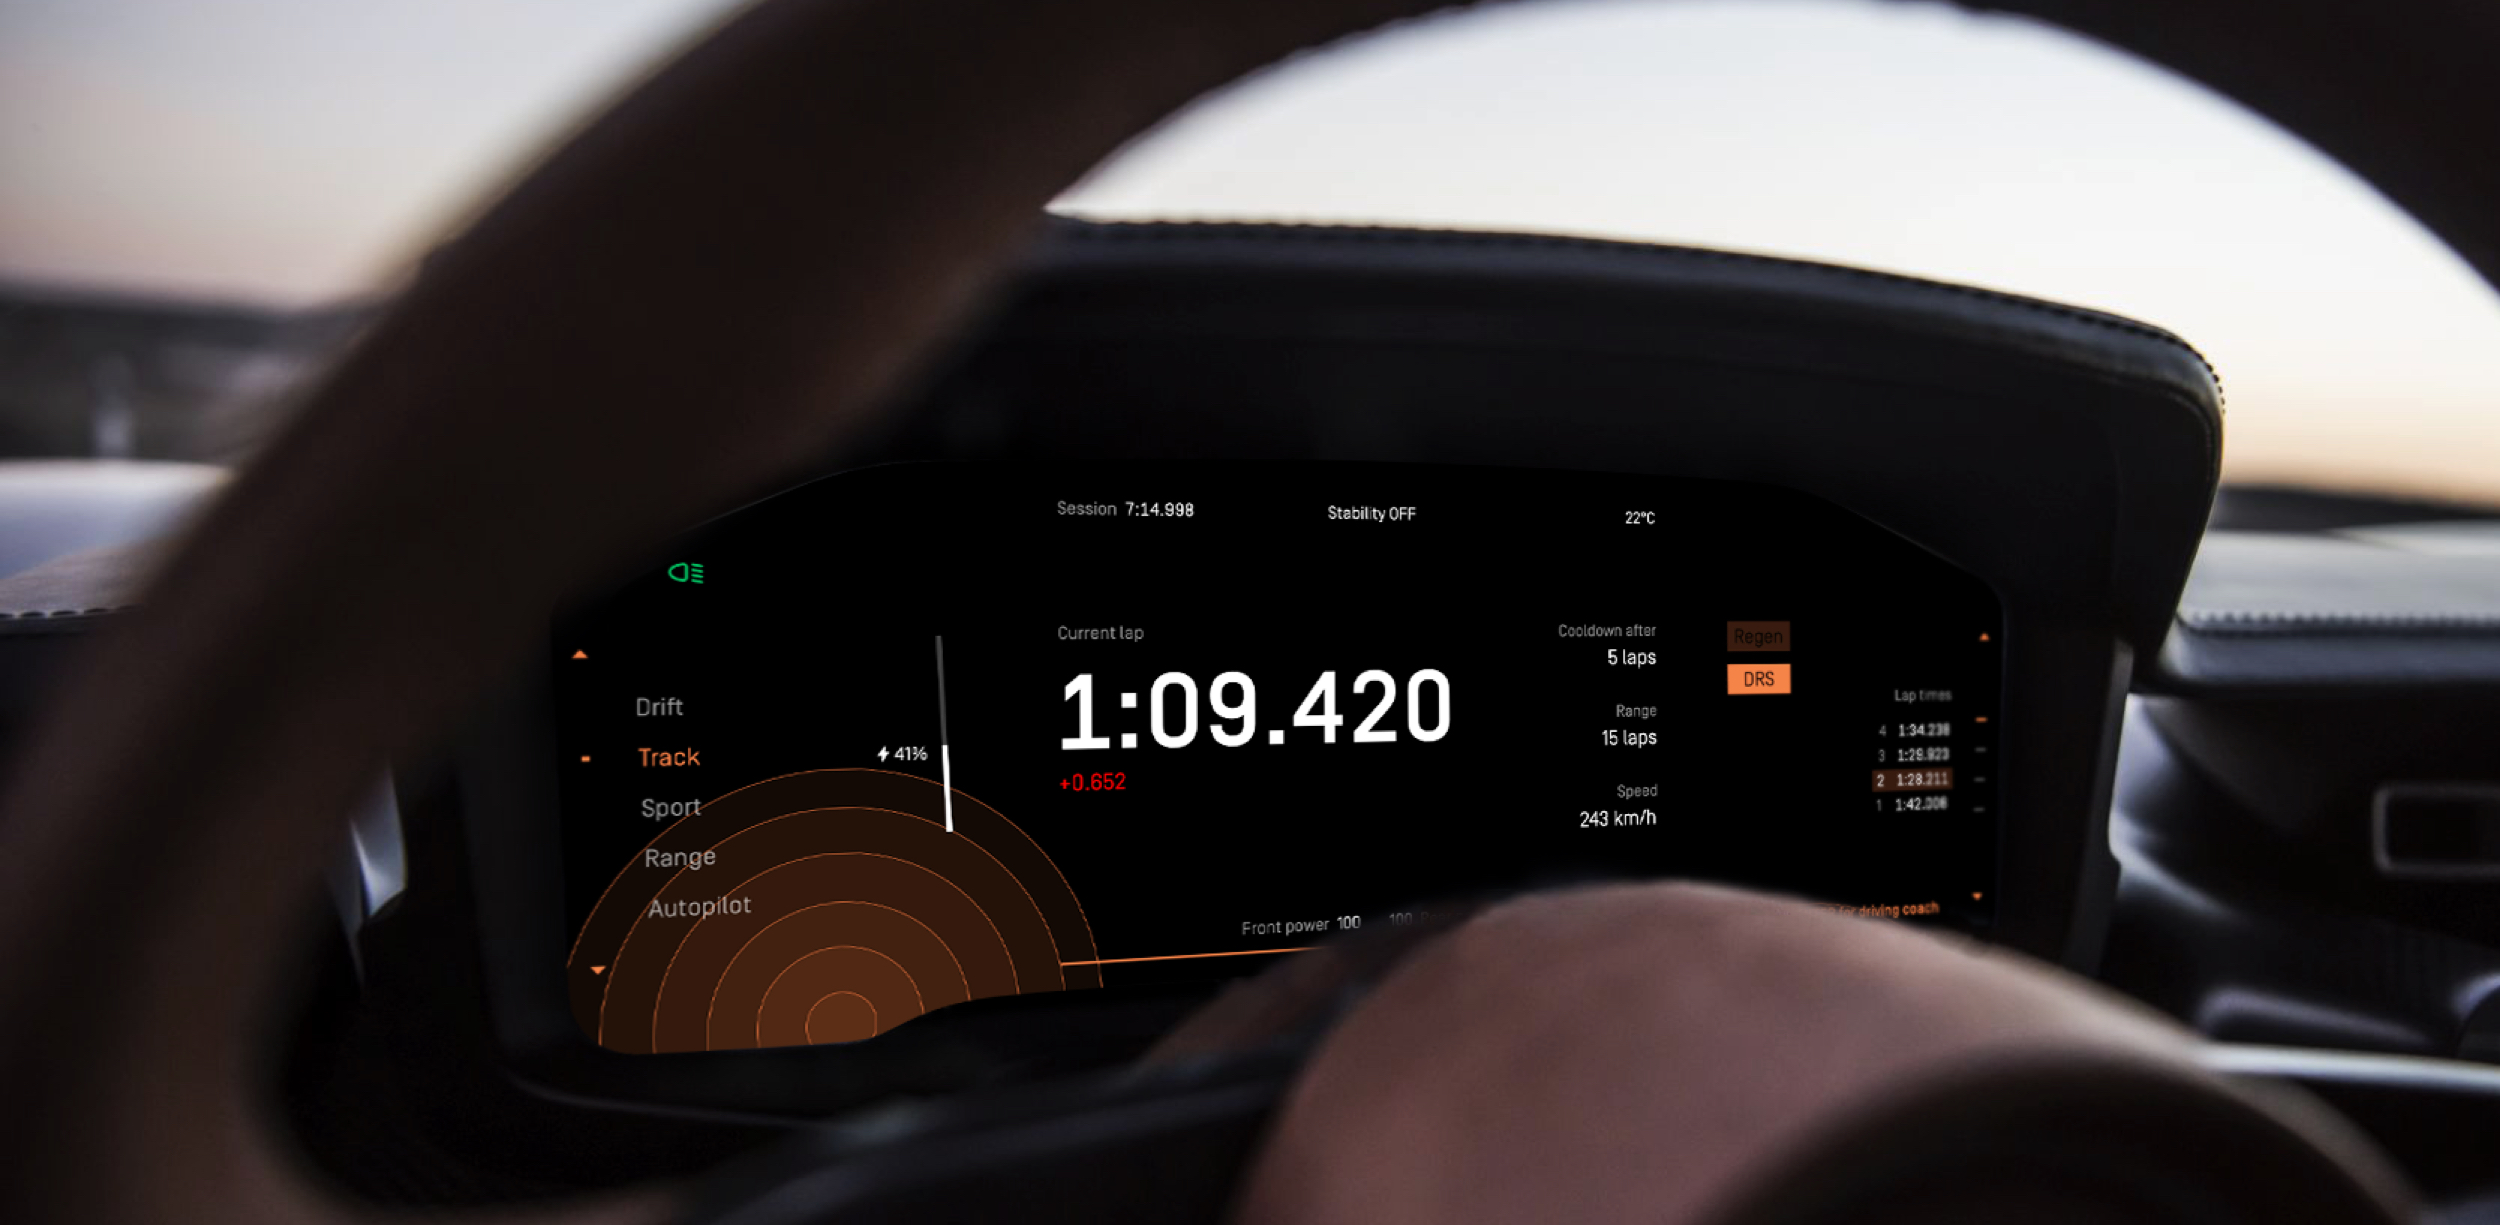 Session 7:14.998
Stability OFF
22°C
Drift
Track
Sport
Range
Autopilot
41%
Current lap
1:09.420
+0.652
Cooldown after
5 laps
Range
15 laps
Speed
243 km/h
Regen
DRS
Lap times
4 1:34.238
3 1:29.923
2 1:28.211
1 1:42.008
Front power 100
100
for driving coach